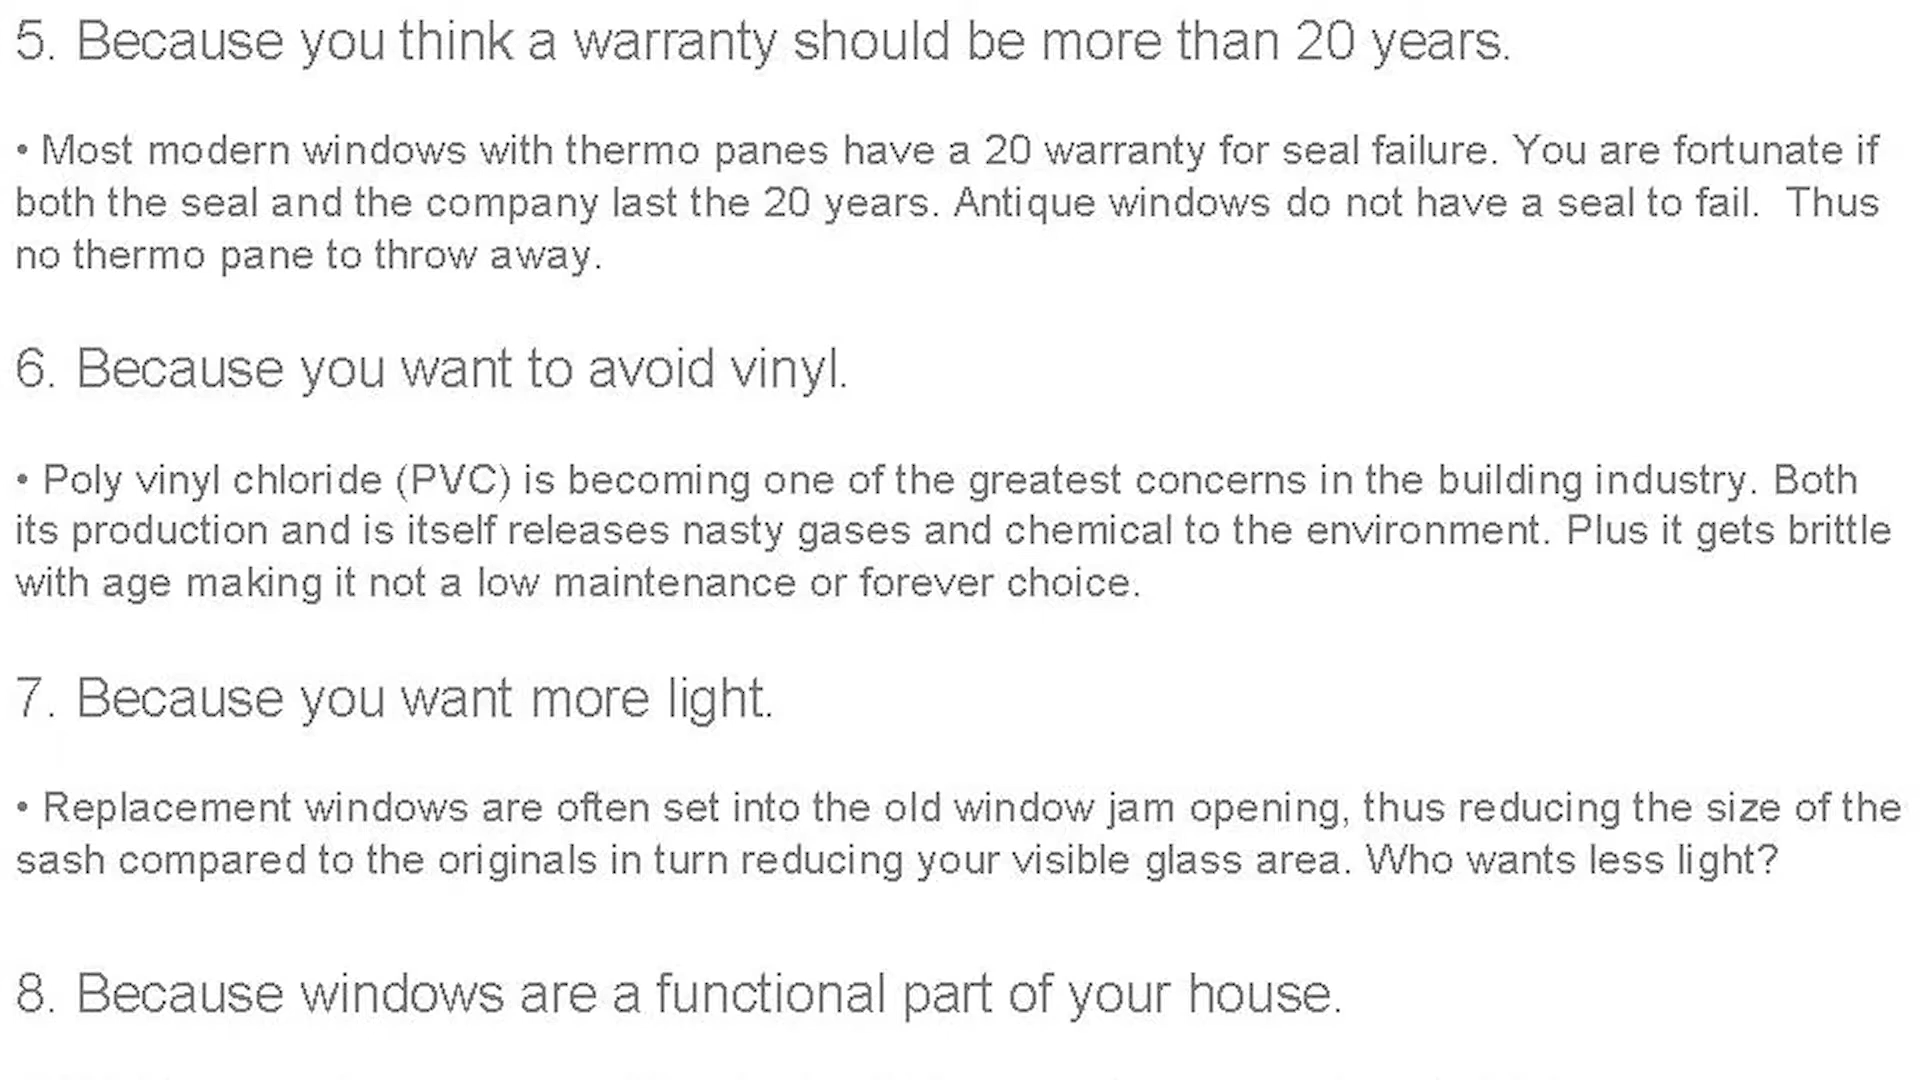 5. Because you think a warranty should be more than 20 years.
• Most modern windows with thermo panes have a 20 warranty for seal failure. You are fortunate if
both the seal and the company last the 20 years. Antique windows do not have a seal to fail.  Thus
no thermo pane to throw away.
6. Because you want to avoid vinyl.
• Poly vinyl chloride (PVC) is becoming one of the greatest concerns in the building industry. Both
its production and is itself releases nasty gases and chemical to the environment. Plus it gets brittle
with age making it not a low maintenance or forever choice.
7. Because you want more light.
• Replacement windows are often set into the old window jam opening, thus reducing the size of the
sash compared to the originals in turn reducing your visible glass area. Who wants less light?
8. Because windows are a functional part of your house.